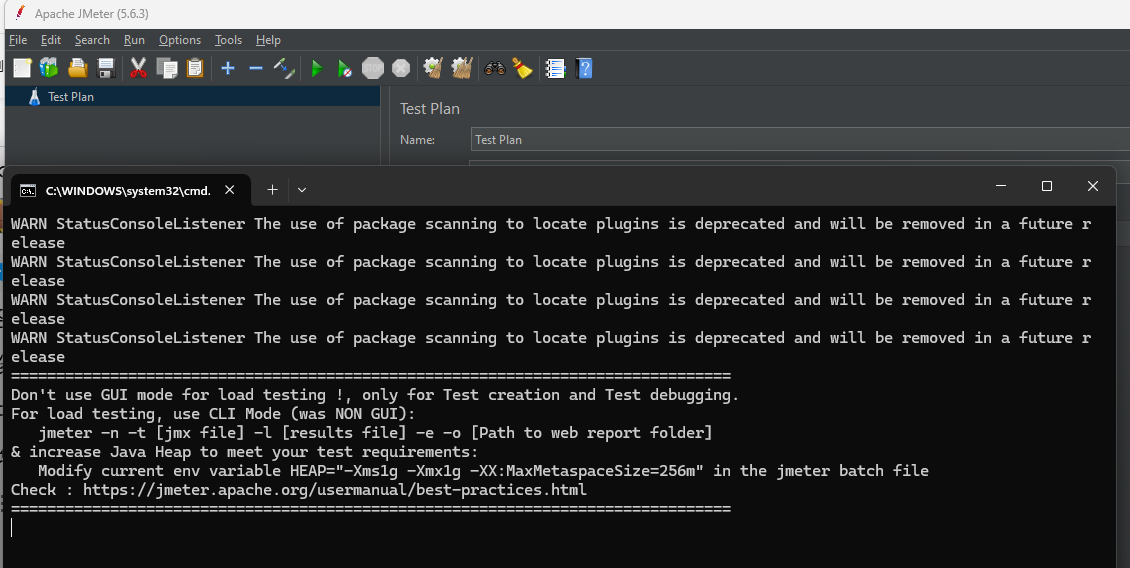 Apache JMeter (5.6.3)
File Edit Search Run Options Tools Help
STOP
Test Plan
Test Plan
Name: Test Plan
C:\WINDOWS\system32\cmd.
WARN StatusConsoleListener The use of package scanning to locate plugins is deprecated and will be removed in a future r
elease
WARN StatusConsoleListener The use of package scanning to locate plugins is deprecated and will be removed in a future r
elease
WARN StatusConsoleListener The use of package scanning to locate plugins is deprecated and will be removed in a future r
elease
WARN StatusConsoleListener The use of package scanning to locate plugins is deprecated and will be removed in a future r
elease
================================================================================
Don't use GUI mode for load testing !, only for Test creation and Test debugging.
For load testing, use CLI Mode (was NON GUI):
   jmeter -n -t [jmx file] -l [results file] -e -o [Path to web report folder]
& increase Java Heap to meet your test requirements:
   Modify current env variable HEAP="-Xms1g -Xmx1g -XX:MaxMetaspaceSize=256m" in the jmeter batch file
Check : https://jmeter.apache.org/usermanual/best-practices.html
================================================================================